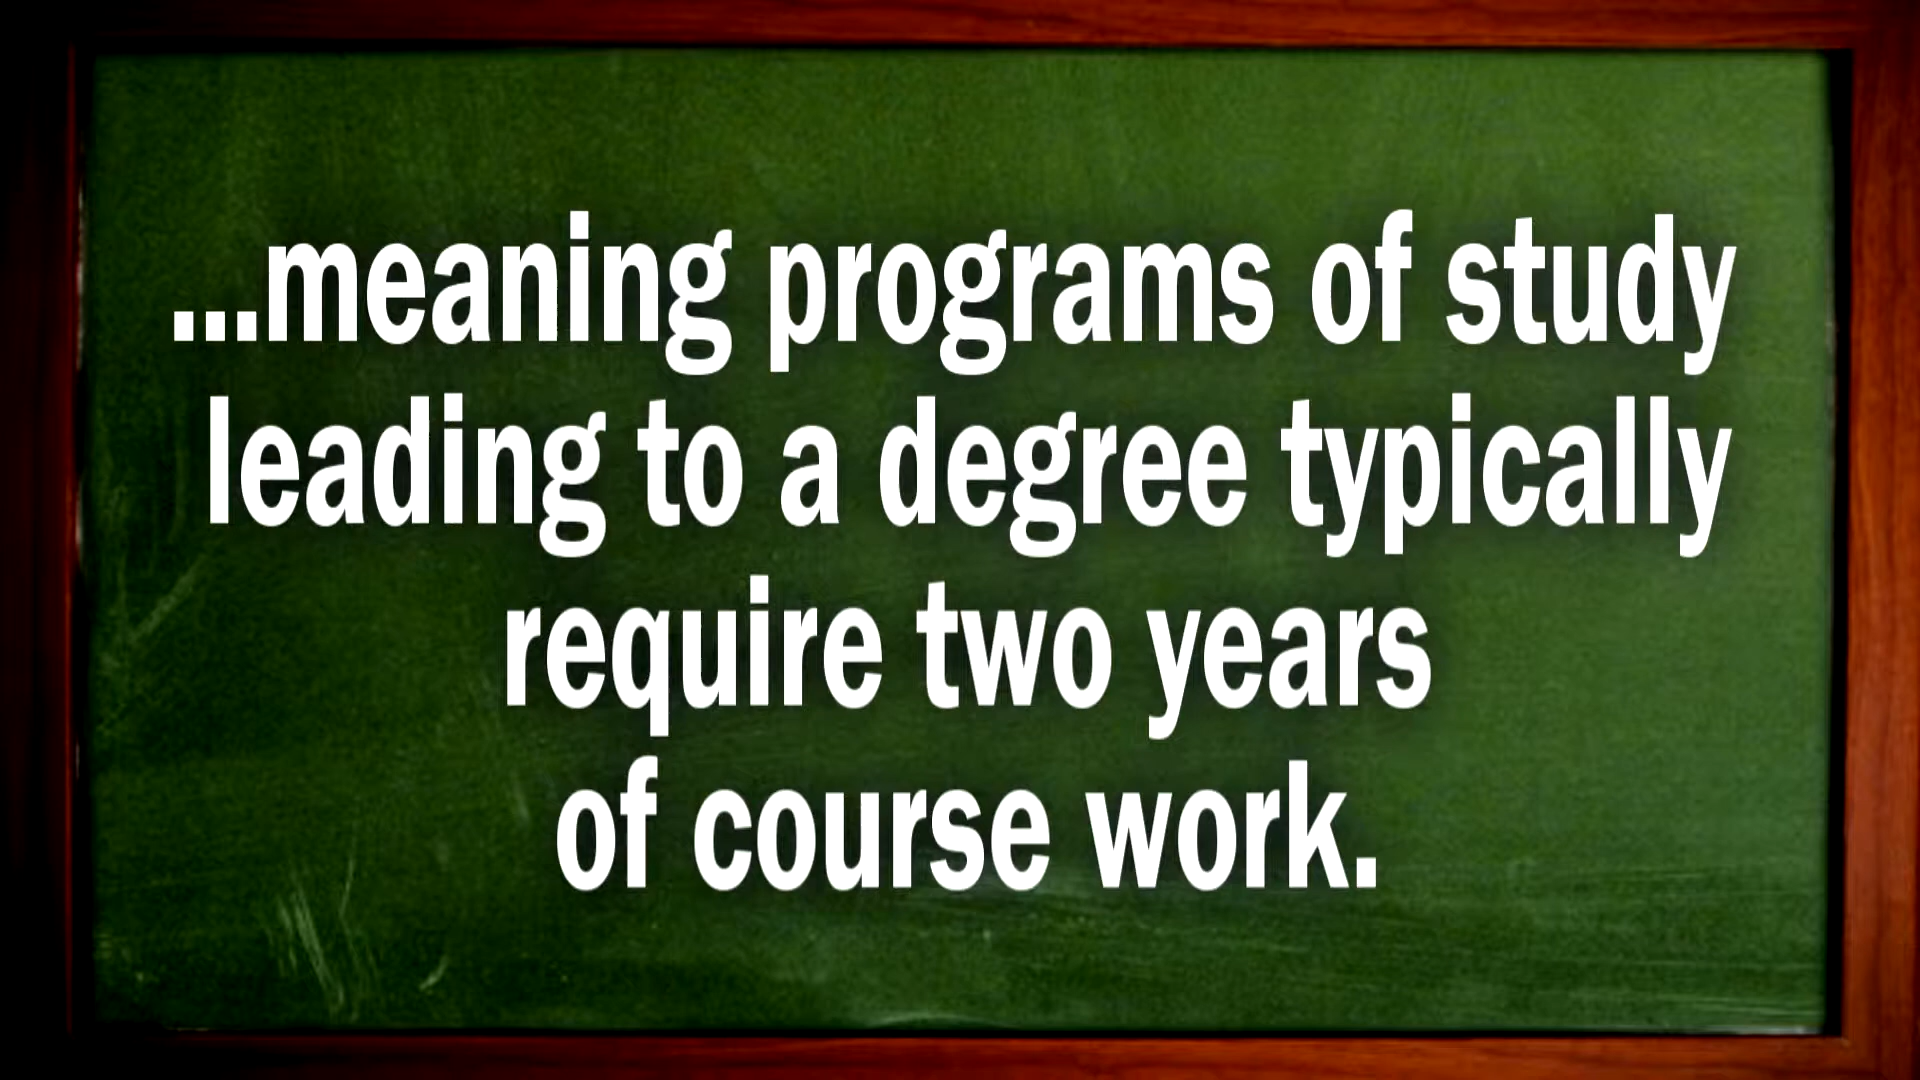 ...meaning programs of study
leading to a degree typically
require two years
of course work.